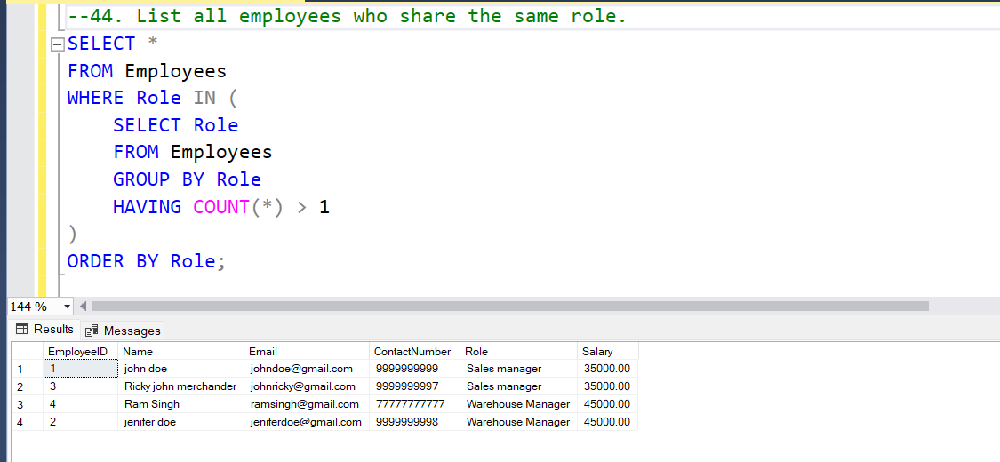 --44. List all employees who share the same role.
SELECT *
FROM Employees
WHERE Role IN (
SELECT Role
FROM Employees
GROUP BY Role
HAVING COUNT(*) > 1
)
ORDER BY Role;
144 %
Results Messages
EmployeeID Name Email ContactNumber Role Salary
1 1 john doe johndoe@gmail.com 9999999999 Sales manager 35000.00
2 3 Ricky john merchander johnricky@gmail.com 9999999997 Sales manager 35000.00
3 4 Ram Singh ramsingh@gmail.com 77777777777 Warehouse Manager 45000.00
4 2 jenifer doe jeniferdoe@gmail.com 9999999998 Warehouse Manager 45000.00